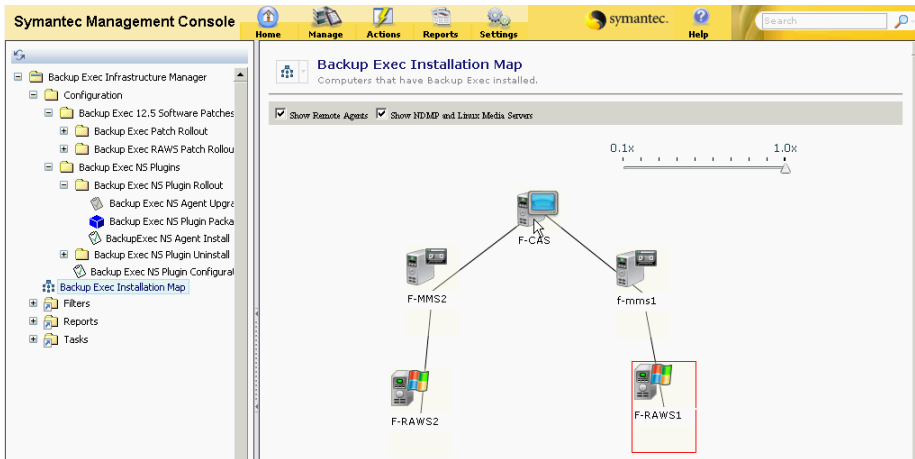 Symantec Management Console
Home
Manage
Actions
Reports
Settings
symantec.
Help
Search
Backup Exec Infrastructure Manager
Configuration
Backup Exec 12.5 Software Patches
Backup Exec Patch Rollout
Backup Exec RAWS Patch Rollou
Backup Exec NS Plugins
Backup Exec NS Plugin Rollout
Backup Exec NS Agent Upgra
Backup Exec NS Plugin Packa
BackupExec NS Agent Install
Backup Exec NS Plugin Uninstall
Backup Exec NS Plugin Configurat
Backup Exec Installation Map
Filters
Reports
Tasks
Backup Exec Installation Map
Computers that have Backup Exec installed.
Show Remote Agents
Show NDMP and Linux Media Servers
0.1x
1.0x
F-CAS
F-MMS2
f-mms1
F-RAWS2
F-RAWS1